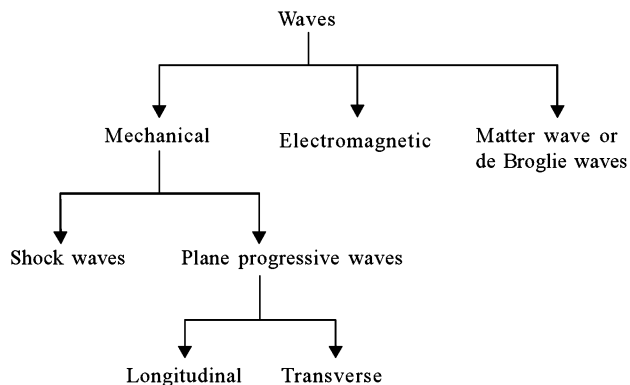 Waves
Mechanical
Electromagnetic
Matter wave or
de Broglie waves
Shock waves
Plane progressive waves
Longitudinal
Transverse